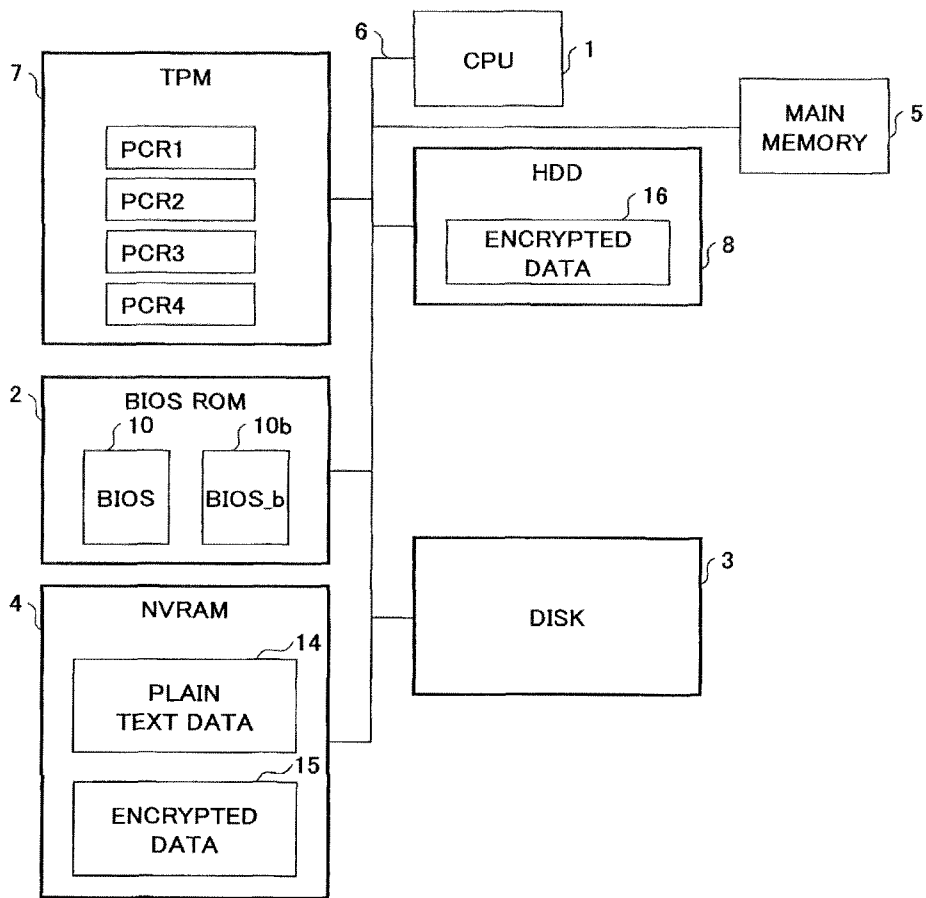 6
CPU
1
7
TPM
MAIN
MEMORY
5
PCR1
PCR2
PCR3
PCR4
HDD
16
ENCRYPTED
DATA
8
2
BIOS ROM
10
10b
BIOS
BIOS_b
3
DISK
4
NVRAM
14
PLAIN
TEXT DATA
15
ENCRYPTED
DATA